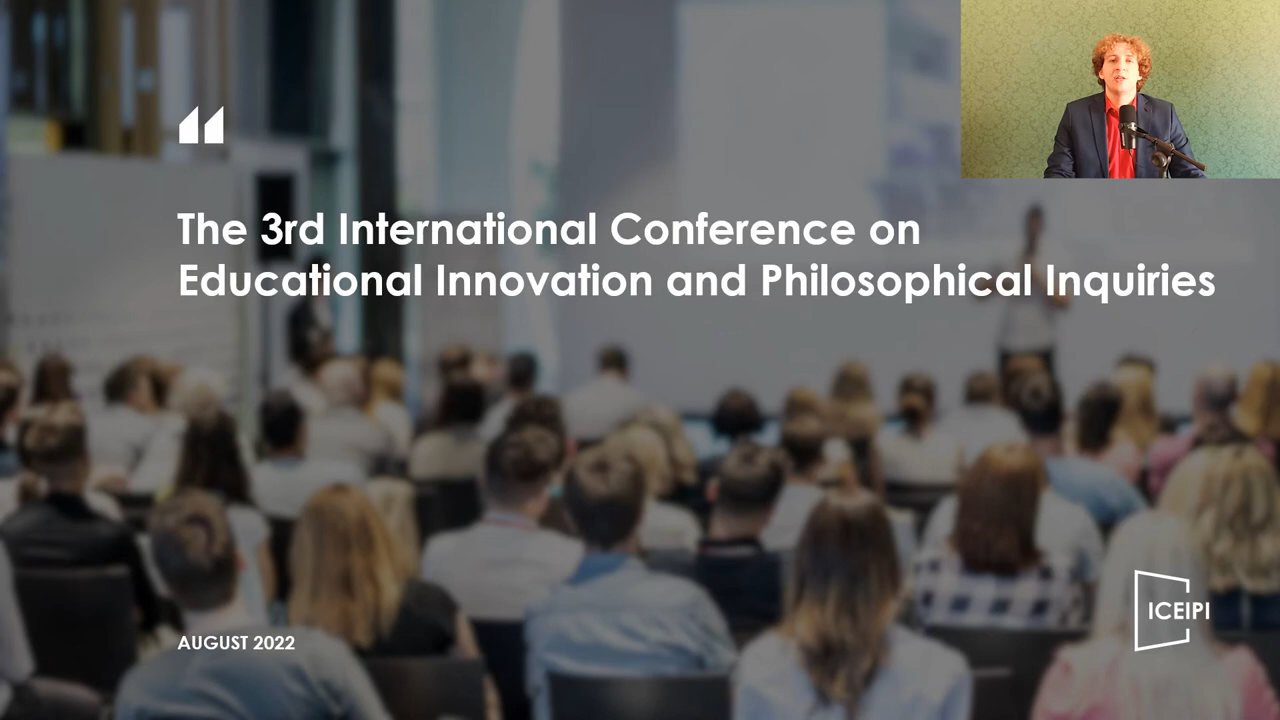 The 3rd International Conference on
Educational Innovation and Philosophical Inquiries
AUGUST 2022
ICEIPI